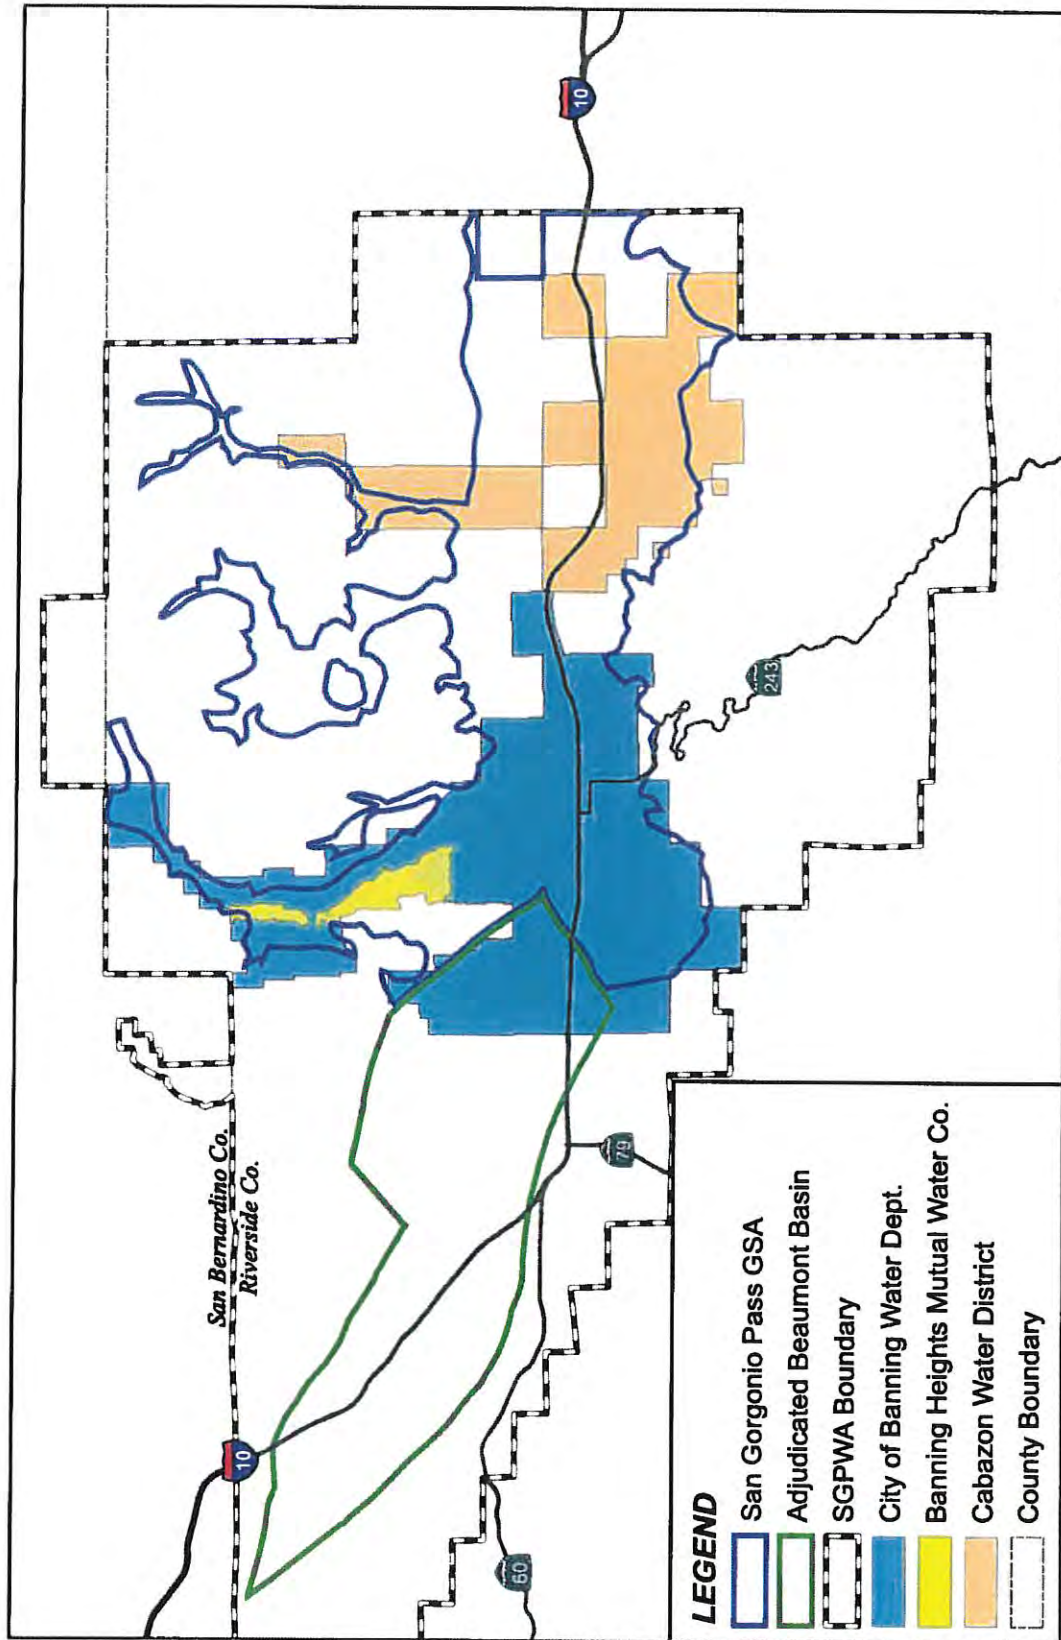 San Bernardino Co.
Riverside Co.
10
10
243
79
60
LEGEND
San Gorgonio Pass GSA
Adjudicated Beaumont Basin
SGPWA Boundary
City of Banning Water Dept.
Banning Heights Mutual Water Co.
Cabazon Water District
County Boundary